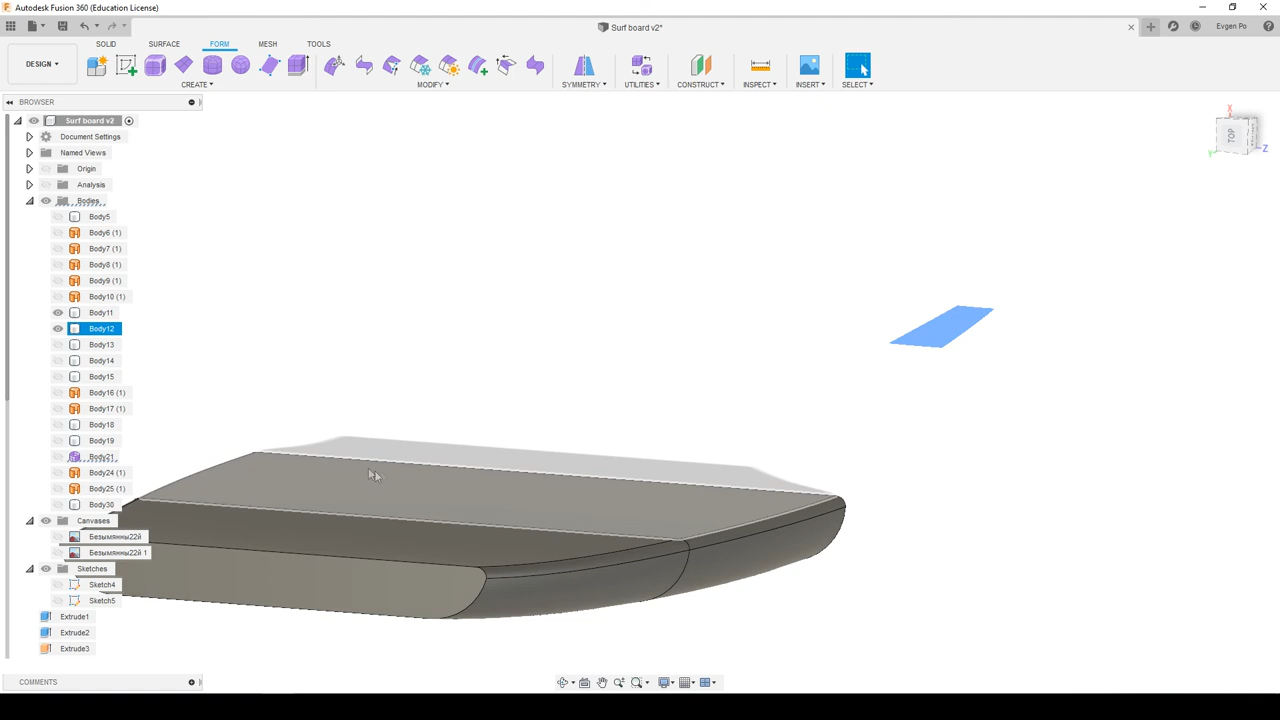 Autodesk Fusion 360 (Education License)
Surf board v2*
Evgen Po
DESIGN
SOLID
SURFACE
FORM
MESH
TOOLS
CREATE
MODIFY
SYMMETRY
UTILITIES
CONSTRUCT
INSPECT
INSERT
SELECT
BROWSER
Surf board v2
Document Settings
Named Views
Origin
Analysis
Bodies
Body5
Body6 (1)
Body7 (1)
Body8 (1)
Body9 (1)
Body10 (1)
Body11
Body12
Body13
Body14
Body15
Body16 (1)
Body17 (1)
Body18
Body19
Body21
Body24 (1)
Body25 (1)
Body30
Canvases
Безымянны22й
Безымянны22й 1
Sketches
Sketch4
Sketch5
Extrude1
Extrude2
Extrude3
COMMENTS
X
TOP
Y
Z